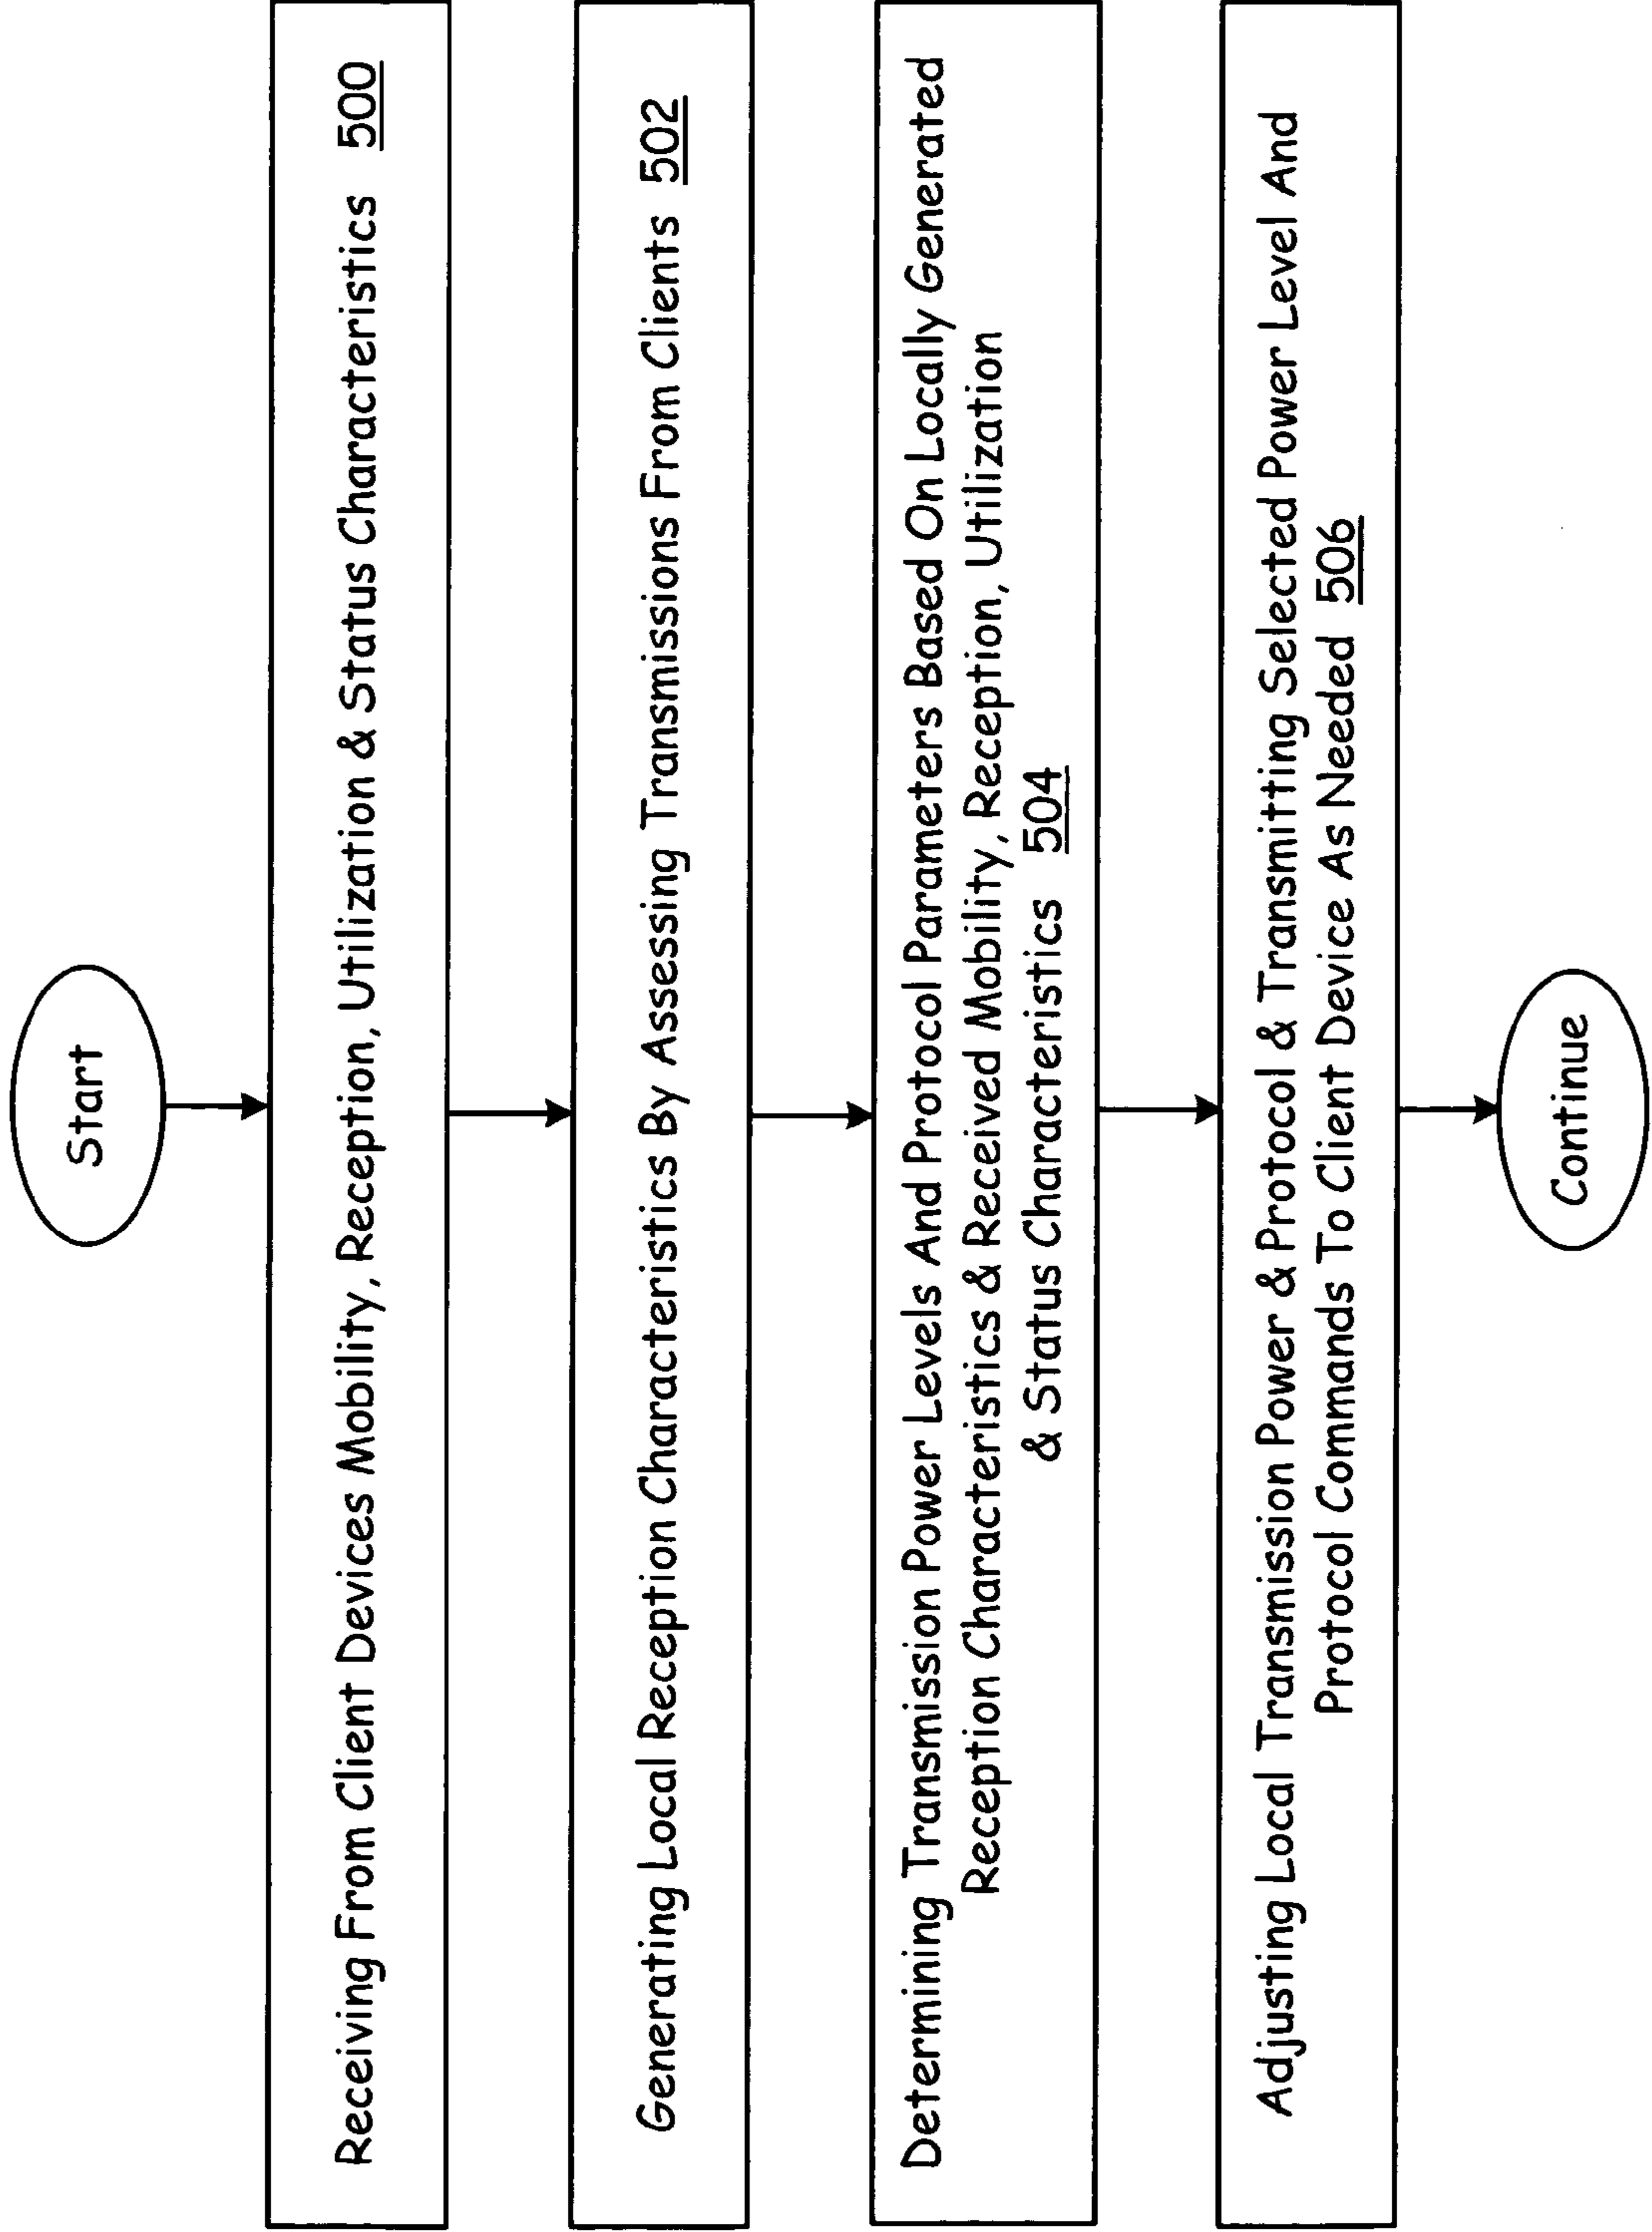 Start
Receiving From Client Devices Mobility, Reception, Utilization & Status Characteristics 500
Generating Local Reception Characteristics By Assessing Transmissions From Clients 502
Determining Transmission Power Levels And Protocol Parameters Based On Locally Generated
Reception Characteristics & Received Mobility, Reception, Utilization
& Status Characteristics 504
Adjusting Local Transmission Power & Protocol & Transmitting Selected Power Level And
Protocol Commands To Client Device As Needed 506
Continue